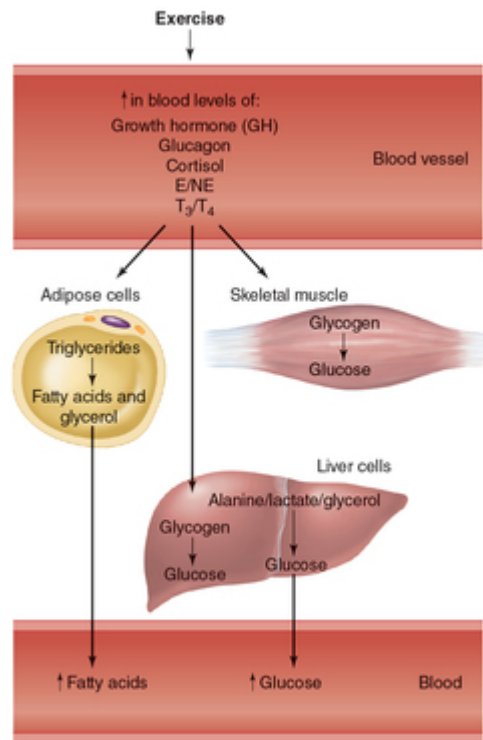 Exercise
↑ in blood levels of:
Growth hormone (GH)
Glucagon
Cortisol
E/NE
T₃/T₄
Blood vessel
Adipose cells
Triglycerides
Fatty acids and
glycerol
Skeletal muscle
Glycogen
Glucose
Liver cells
Alanine/lactate/glycerol
Glycogen
Glucose
Glucose
↑ Fatty acids
↑ Glucose
Blood